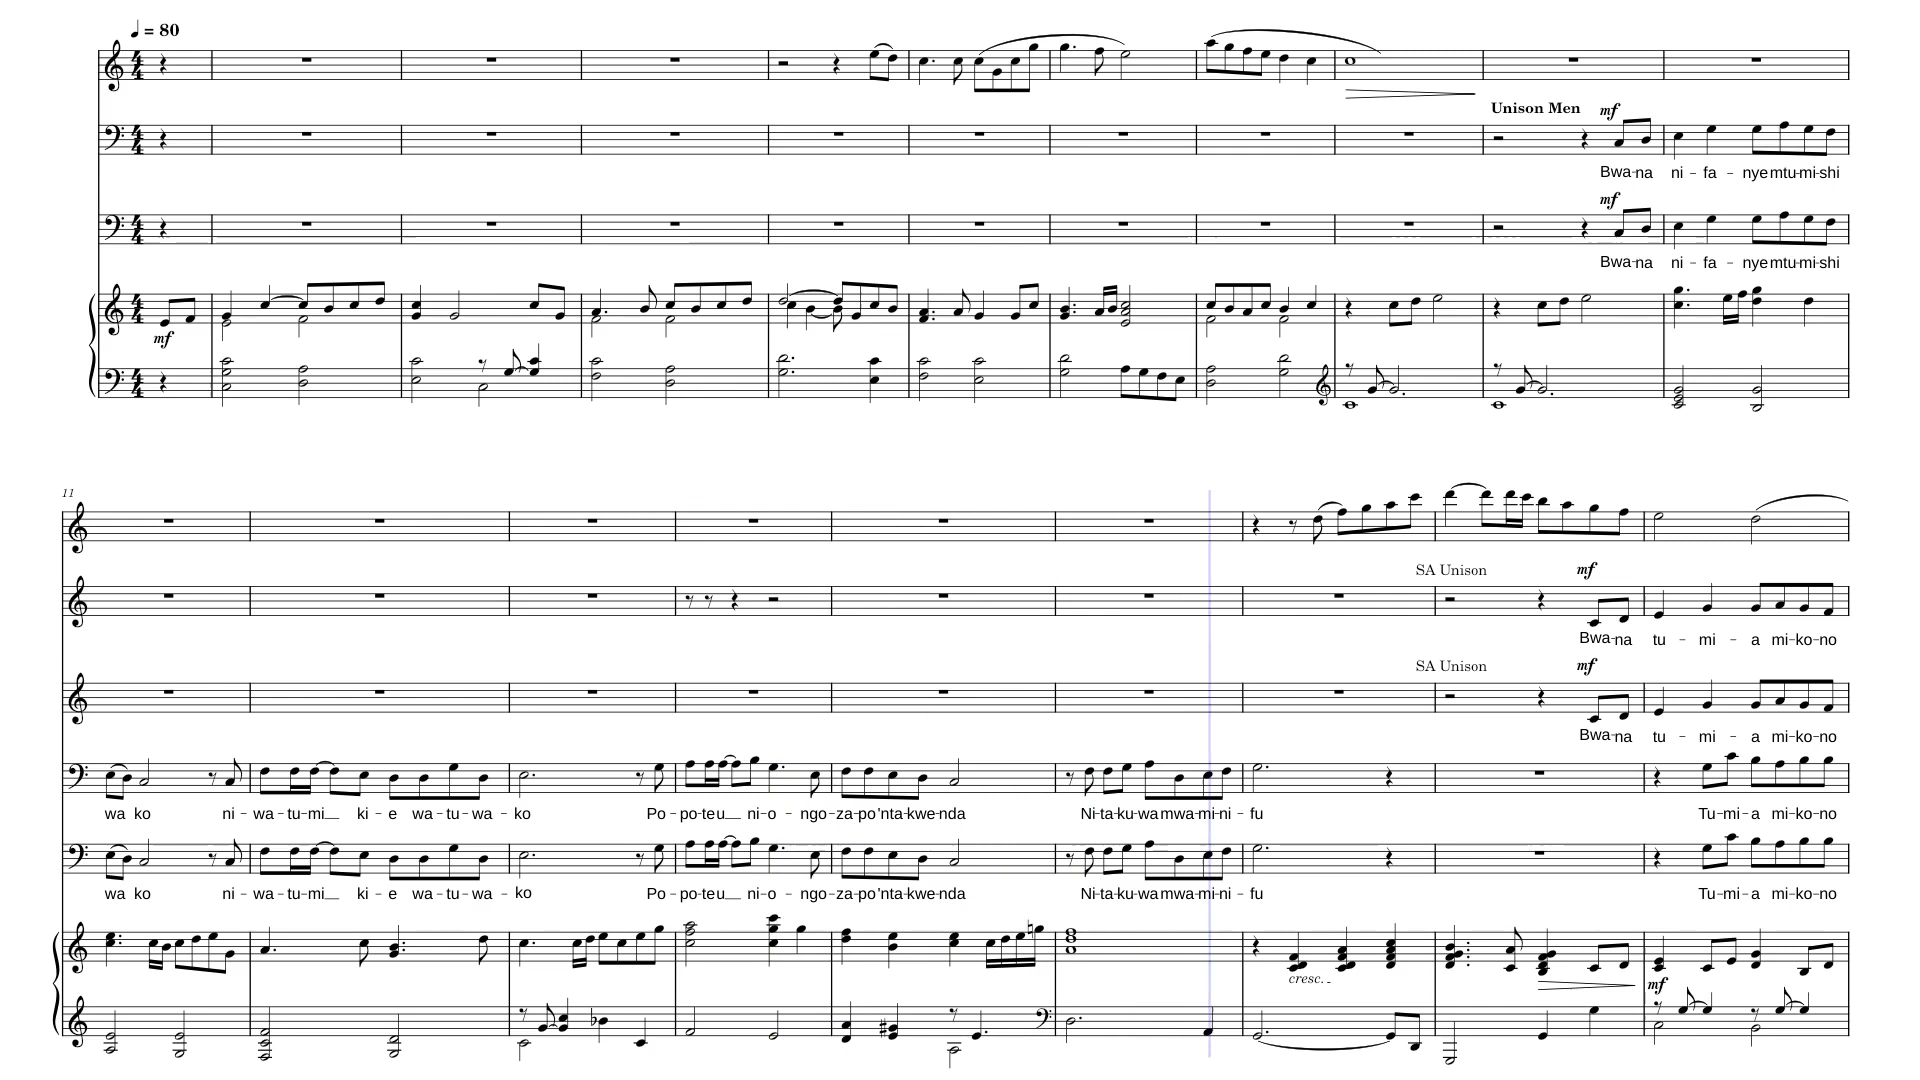 = 80
Unison Men mf
Bwa-na ni - fa - nye mtu-mi-shi
mf
Bwa-na ni - fa - nye mtu-mi-shi
mf
11
SA Unison mf
Bwa-na tu - mi - a mi-ko-no
SA Unison mf
Bwa-na tu - mi - a mi-ko-no
wa ko ni - wa - tu-mi__ ki - e wa - tu - wa - ko Po - po-teu__ ni-o - ngo-za-po'nta-kwe-nda Ni-ta-ku-wa mwa-mi-ni - fu Tu-mi-a mi-ko-no
wa ko ni - wa - tu-mi__ ki - e wa - tu - wa - ko Po - po-teu__ ni-o - ngo-za-po'nta-kwe-nda Ni-ta-ku-wa mwa-mi-ni - fu Tu-mi-a mi-ko-no
cresc. mf